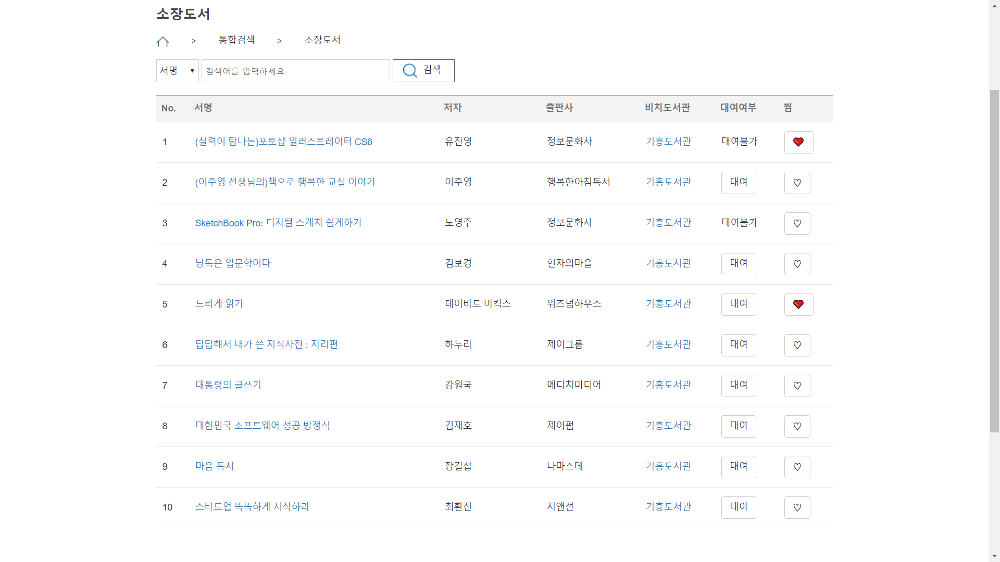 소장도서
> 통합검색 > 소장도서
서명 ▼ 검색어를 입력하세요 검색
No. 서명 저자 출판사 비치도서관 대여여부 찜
1 (실력이 탐나는)포토샵 일러스트레이터 CS6 유진영 정보문화사 기흥도서관 대여불가
2 (이주영 선생님의)책으로 행복한 교실 이야기 이주영 행복한아침독서 기흥도서관 대여 ♡
3 SketchBook Pro: 디지털 스케치 쉽게하기 노영주 정보문화사 기흥도서관 대여불가 ♡
4 낭독은 입문학이다 김보경 현자의마을 기흥도서관 대여 ♡
5 느리게 읽기 데이비드 미킥스 위즈덤하우스 기흥도서관 대여
6 답답해서 내가 쓴 지식사전 : 지리편 하누리 제이그룹 기흥도서관 대여 ♡
7 대통령의 글쓰기 강원국 메디치미디어 기흥도서관 대여 ♡
8 대한민국 소프트웨어 성공 방정식 김재호 제이펍 기흥도서관 대여 ♡
9 마음 독서 장길섭 나마스테 기흥도서관 대여 ♡
10 스타트업 똑똑하게 시작하라 최환진 지앤선 기흥도서관 대여 ♡